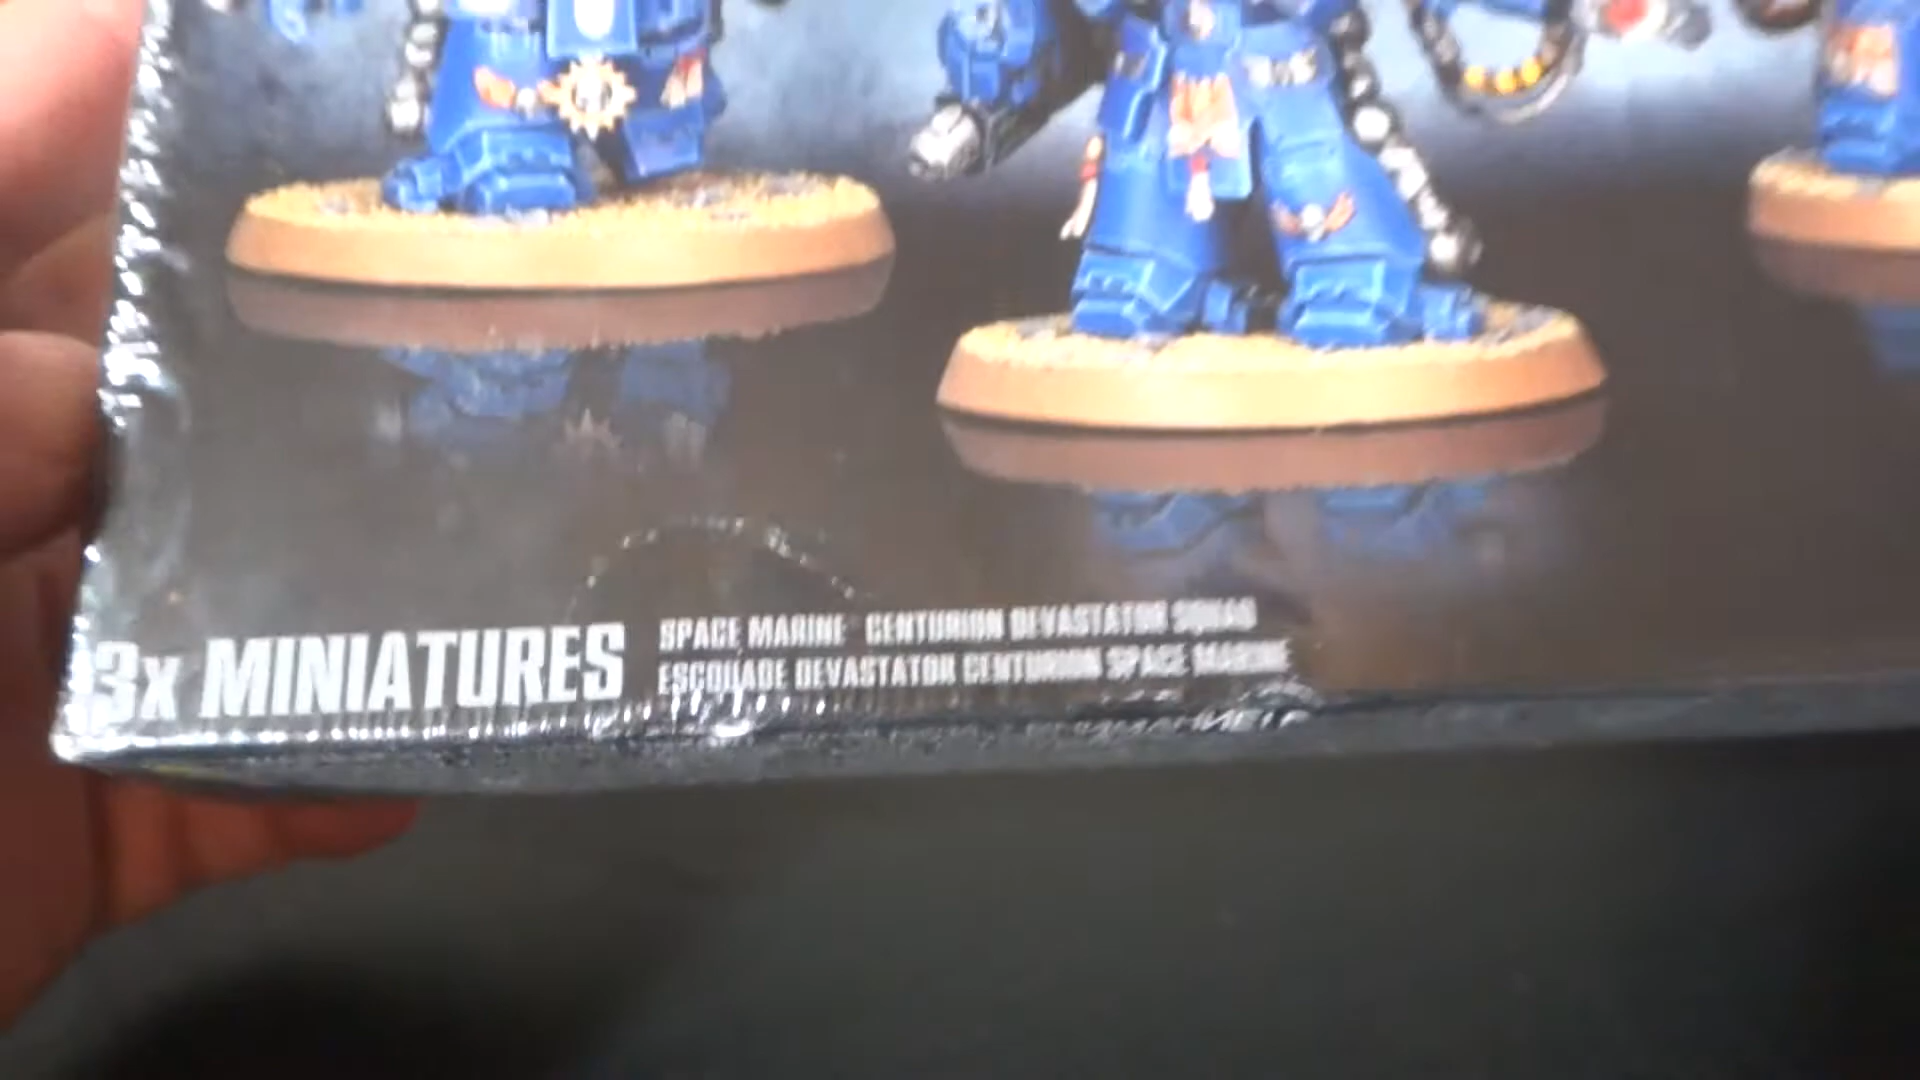 3x MINIATURES
SPACE MARINE CENTURION DEVASTATOR SQUAD
ESCOUADE DEVASTATOR CENTURION SPACE MARINE